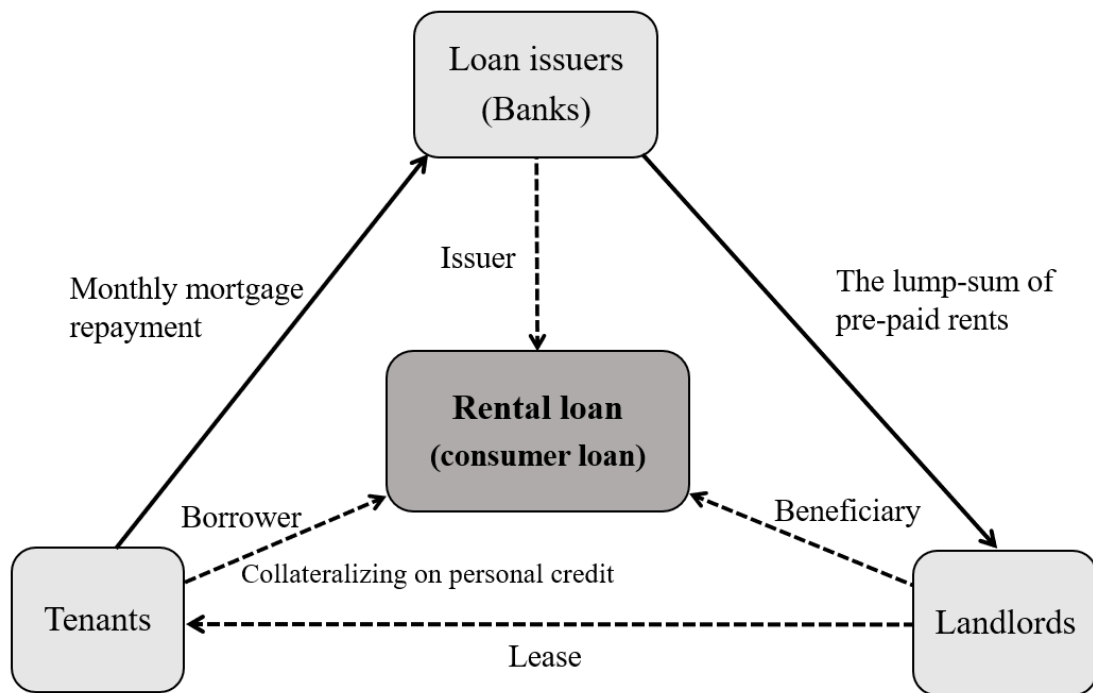 Loan issuers
(Banks)
Issuer
Monthly mortgage
repayment
The lump-sum of
pre-paid rents
Rental loan
(consumer loan)
Borrower
Beneficiary
Collateralizing on personal credit
Tenants
Landlords
Lease